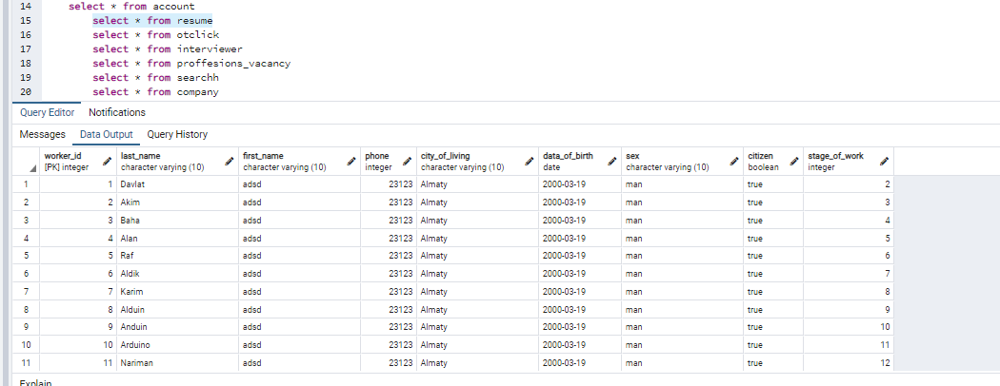 14 select * from account
15 select * from resume
16 select * from otclick
17 select * from interviewer
18 select * from proffesions_vacancy
19 select * from searchh
20 select * from company
Query Editor Notifications
Messages Data Output Query History
worker_id last_name first_name phone city_of_living data_of_birth sex citizen stage_of_work
[PK] integer character varying (10) character varying (10) integer character varying (10) date character varying (10) boolean integer
1 1 Davlat adsd 23123 Almaty 2000-03-19 man true 2
2 2 Akim adsd 23123 Almaty 2000-03-19 man true 3
3 3 Baha adsd 23123 Almaty 2000-03-19 man true 4
4 4 Alan adsd 23123 Almaty 2000-03-19 man true 5
5 5 Raf adsd 23123 Almaty 2000-03-19 man true 6
6 6 Aldik adsd 23123 Almaty 2000-03-19 man true 7
7 7 Karim adsd 23123 Almaty 2000-03-19 man true 8
8 8 Alduin adsd 23123 Almaty 2000-03-19 man true 9
9 9 Anduin adsd 23123 Almaty 2000-03-19 man true 10
10 10 Arduino adsd 23123 Almaty 2000-03-19 man true 11
11 11 Nariman adsd 23123 Almaty 2000-03-19 man true 12
Explain